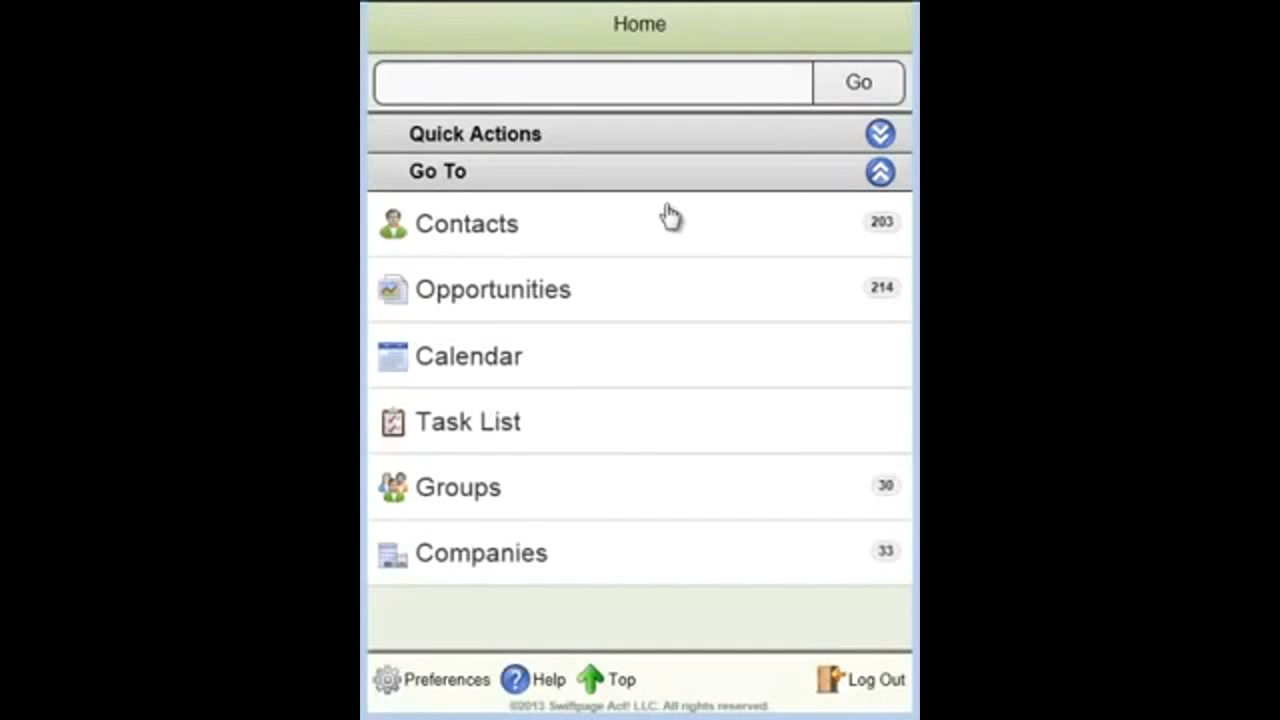 Home
Go
Quick Actions
Go To
Contacts 203
Opportunities 214
Calendar
Task List
Groups 30
Companies 33
Preferences Help Top Log Out
©2013 Swiftpage Act! LLC. All rights reserved.